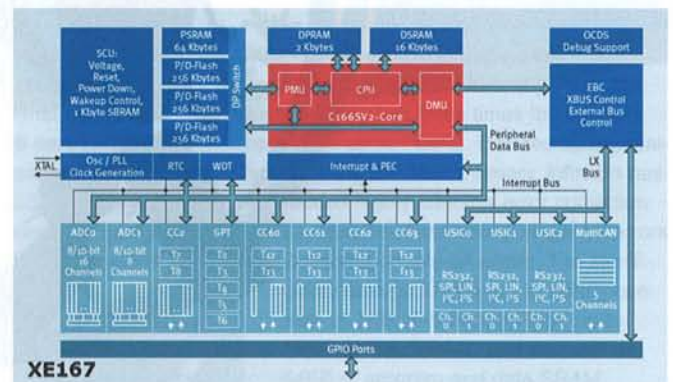 SCU:
Voltage,
Reset,
Power Down,
Wakeup Control,
1 Kbyte SBRAM
PSRAM
64 Kbytes
P/D-Flash
256 Kbytes
P/D-Flash
256 Kbytes
P/D-Flash
256 Kbytes
DP Switch
DPRAM
2 Kbytes
DSRAM
16 Kbytes
PMU
CPU
DMU
C166SV2-Core
OCDS
Debug Support
EBC
XBUS Control
External Bus
Control
XTAL
Osc / PLL
Clock Generation
RTC
WDT
Interrupt & PEC
Peripheral
Data Bus
Interrupt Bus
LX
Bus
ADC0
8/10-bit
16
Channels
ADC1
8/10-bit
8
Channels
CC2
T7
T8
GPT
T2
T3
T4
T5
T6
CC60
T12
T13
CC61
T12
T13
CC62
T12
T13
CC63
T12
T13
USIC0
RS232,
SPI, LIN,
I²C, I²S
Ch. 0
Ch. 1
USIC1
RS232,
SPI, LIN,
I²C, I²S
Ch. 0
Ch. 1
USIC2
RS232,
SPI, LIN,
I²C, I²S
Ch. 0
Ch. 1
MultiCAN
5
Channels
GPIO Ports
XE167